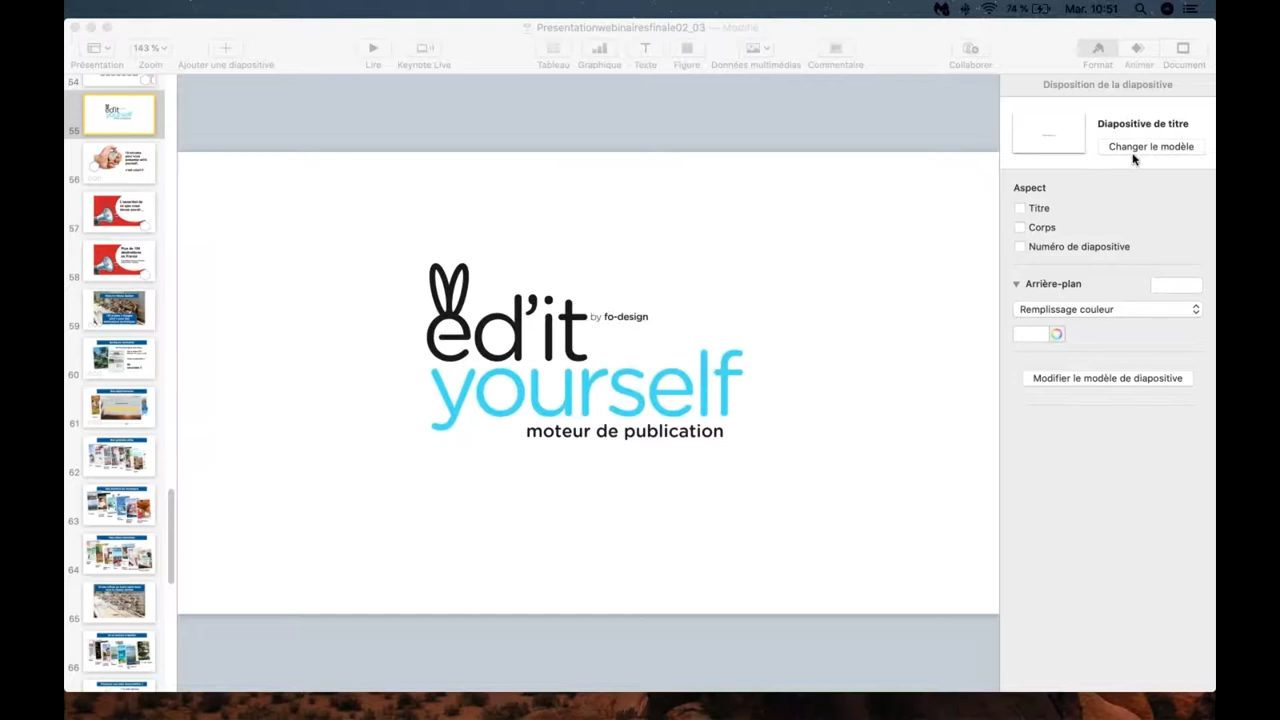 74 % Mar. 10:51
Presentationwebinairesfinale02_03 — Modifié
143 %
Présentation Zoom Ajouter une diapositive Lire Keynote Live Tableau Graphique Texte Figure Données multimédias Commentaire Collaborer Format Animer Document
Disposition de la diapositive
Diapositive de titre
Changer le modèle
Aspect
Titre
Corps
Numéro de diapositive
Arrière-plan
Remplissage couleur
Modifier le modèle de diapositive
54
55
56
57
58
59
60
61
62
63
64
65
66
ed'it by fo-design
yourself
moteur de publication